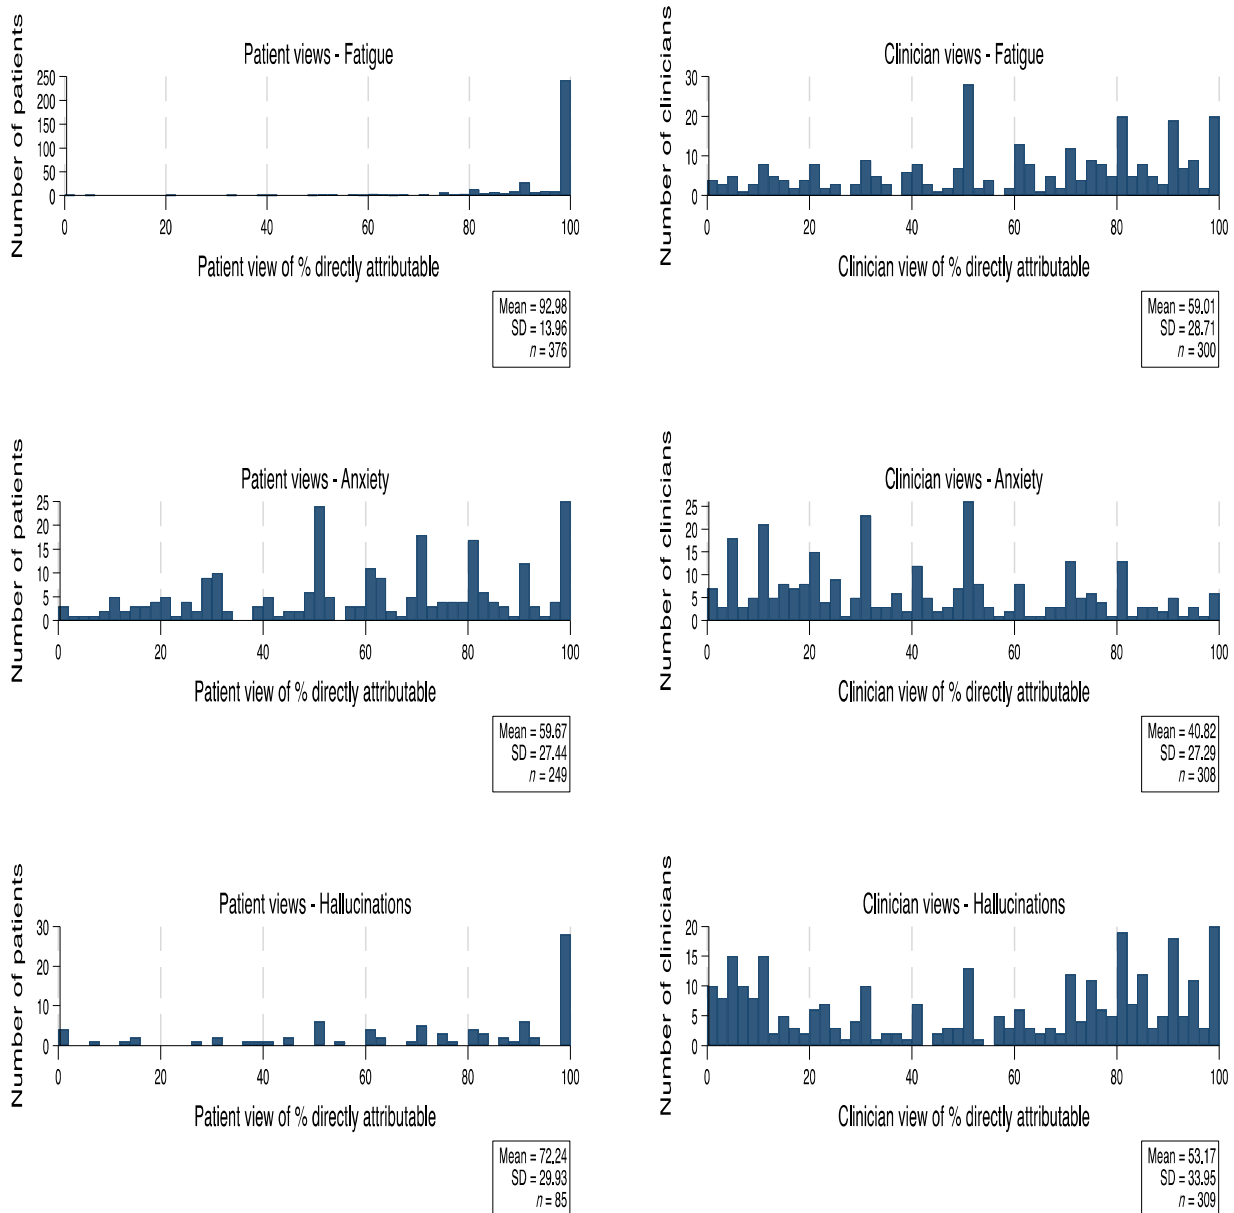 Patient views - Fatigue
Number of patients
250
200
150
100
50
0
0 20 40 60 80 100
Patient view of % directly attributable
Mean = 92.98
SD = 13.96
n = 376
Clinician views - Fatigue
Number of clinicians
30
20
10
0
0 20 40 60 80 100
Clinician view of % directly attributable
Mean = 59.01
SD = 28.71
n = 300
Patient views - Anxiety
Number of patients
25
20
15
10
5
0
0 20 40 60 80 100
Patient view of % directly attributable
Mean = 59.67
SD = 27.44
n = 249
Clinician views - Anxiety
Number of clinicians
25
20
15
10
5
0
0 20 40 60 80 100
Clinician view of % directly attributable
Mean = 40.82
SD = 27.29
n = 308
Patient views - Hallucinations
Number of patients
30
20
10
0
0 20 40 60 80 100
Patient view of % directly attributable
Mean = 72.24
SD = 29.93
n = 85
Clinician views - Hallucinations
Number of clinicians
20
15
10
5
0
0 20 40 60 80 100
Clinician view of % directly attributable
Mean = 53.17
SD = 33.95
n = 309